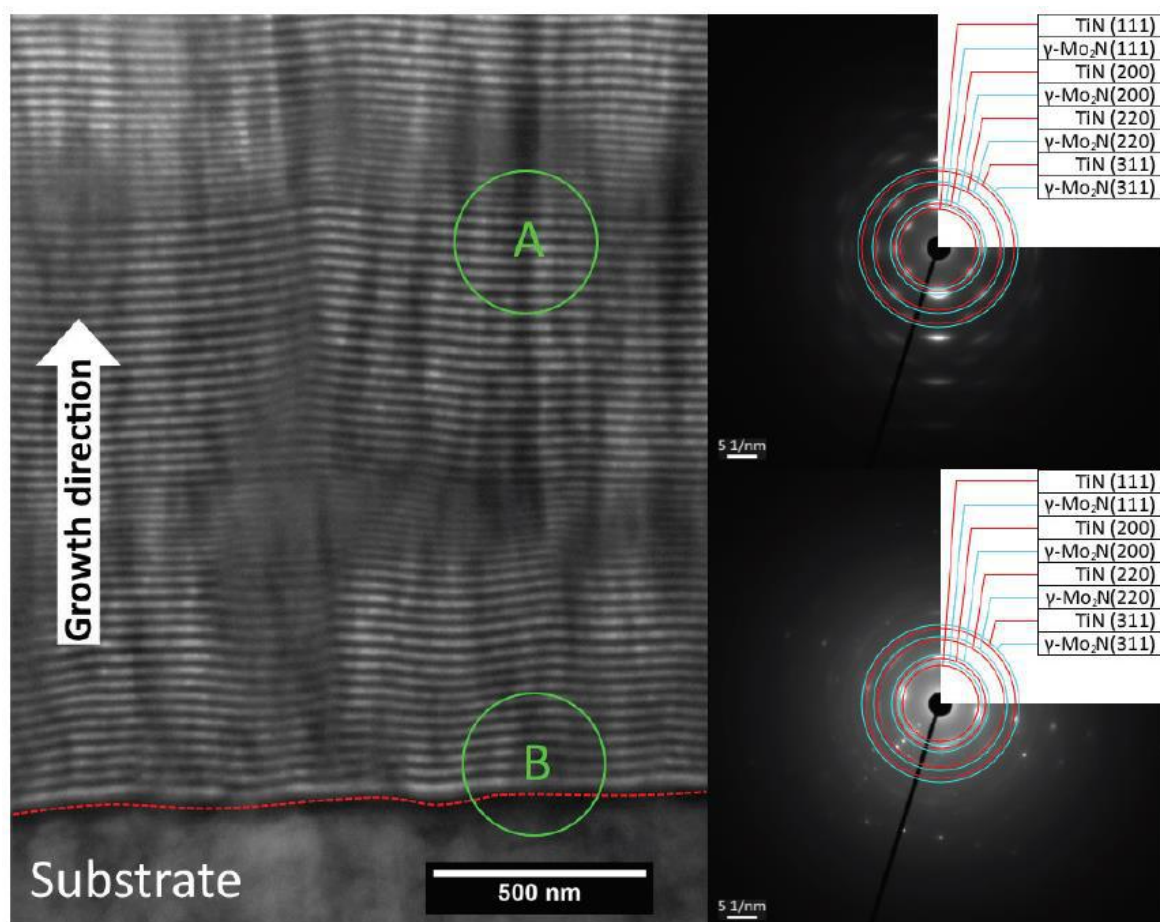 Growth direction
A
B
Substrate
500 nm
TiN (111)
γ-Mo₂N(111)
TiN (200)
γ-Mo₂N(200)
TiN (220)
γ-Mo₂N(220)
TiN (311)
γ-Mo₂N(311)
5 1/nm
TiN (111)
γ-Mo₂N(111)
TiN (200)
γ-Mo₂N(200)
TiN (220)
γ-Mo₂N(220)
TiN (311)
γ-Mo₂N(311)
5 1/nm